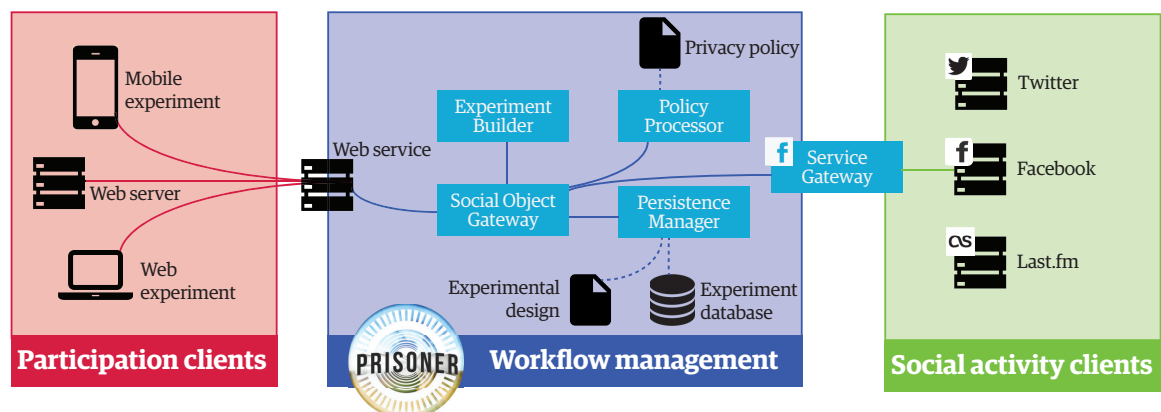 Mobile
experiment
Web server
Web
experiment
Participation clients
Web service
Privacy policy
Experiment
Builder
Policy
Processor
Social Object
Gateway
Persistence
Manager
f
Service
Gateway
Experimental
design
Experiment
database
PRISONER
Workflow management
Twitter
f
Facebook
as
Last.fm
Social activity clients